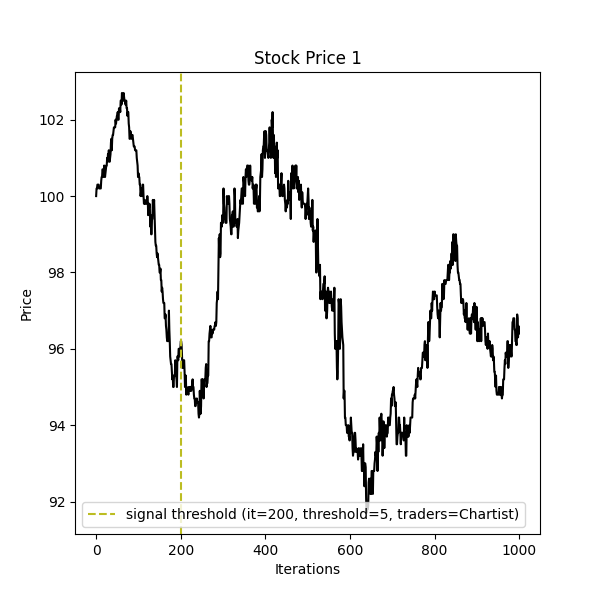 Stock Price 1
102
100
98
96
94
92
Price
signal threshold (it=200, threshold=5, traders=Chartist)
0 200 400 600 800 1000
Iterations